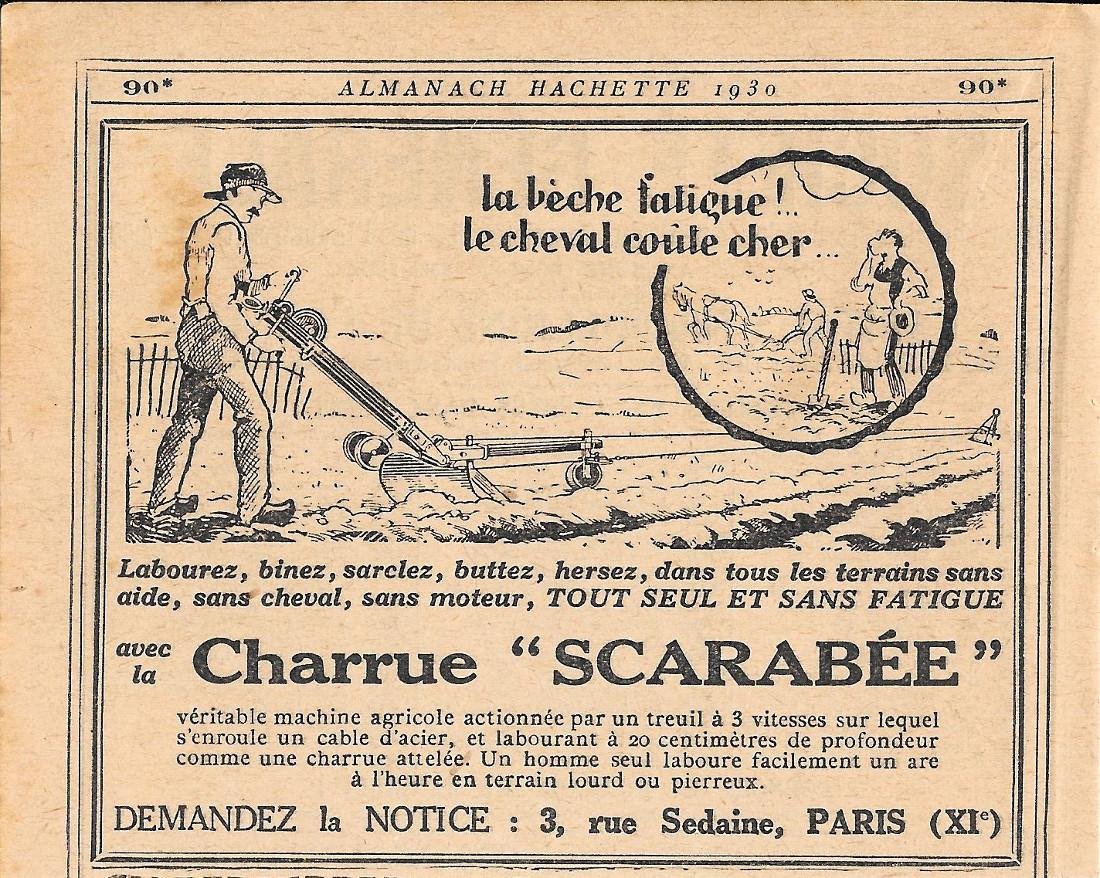 90*
ALMANACH HACHETTE 1930
90*
la bèche fatigue!..
le cheval coûte cher...
Labourez, binez, sarclez, buttez, hersez, dans tous les terrains sans
aide, sans cheval, sans moteur, TOUT SEUL ET SANS FATIGUE
avec
la
Charrue “SCARABÉE”
véritable machine agricole actionnée par un treuil à 3 vitesses sur lequel
s'enroule un cable d'acier, et labourant à 20 centimètres de profondeur
comme une charrue attelée. Un homme seul laboure facilement un are
à l'heure en terrain lourd ou pierreux.
DEMANDEZ la NOTICE : 3, rue Sedaine, PARIS (XIe)